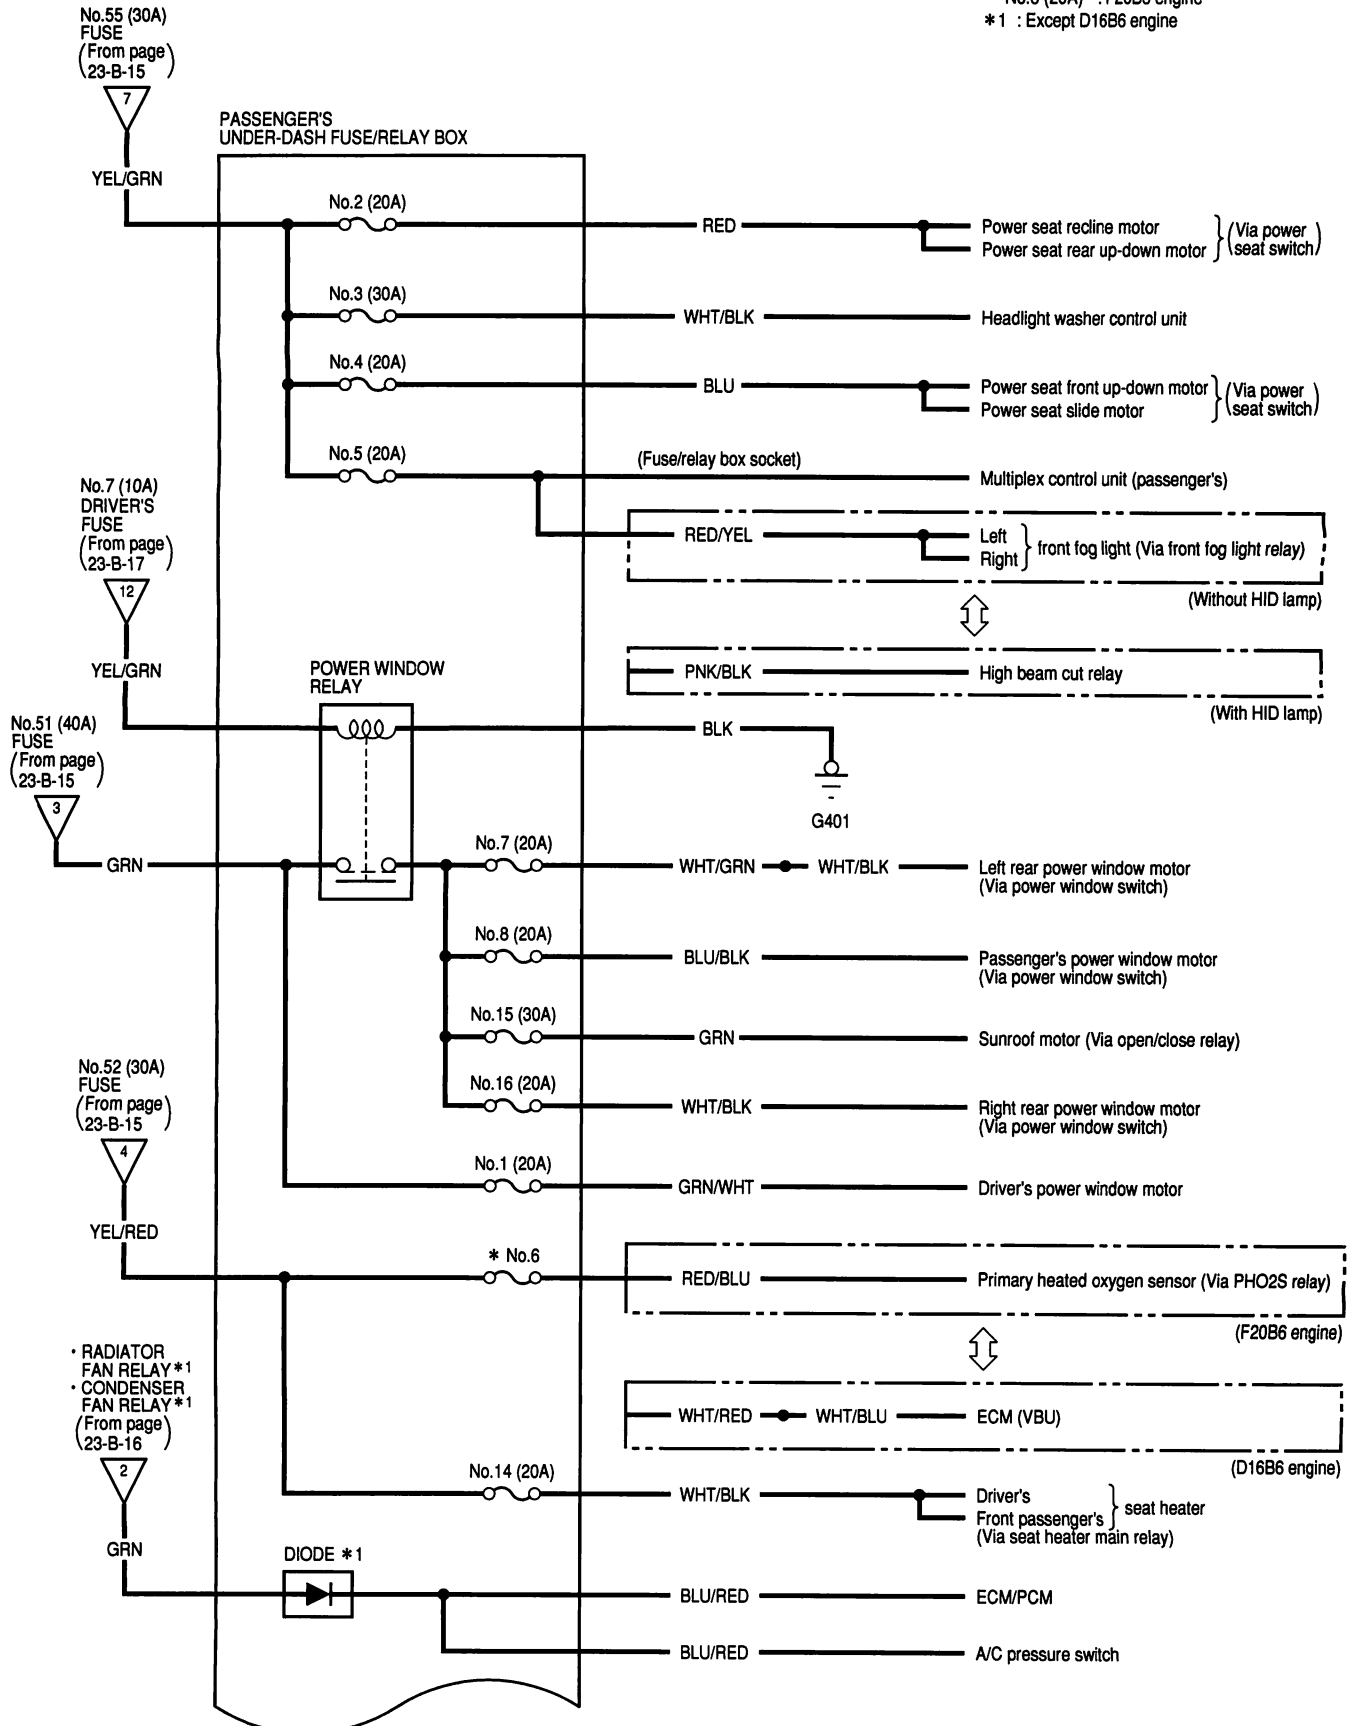 No.6 (20A) : F20B6 engine
*1 : Except D16B6 engine
No.55 (30A)
FUSE
(From page
23-B-15)
7
YEL/GRN
PASSENGER'S
UNDER-DASH FUSE/RELAY BOX
No.2 (20A)
RED
Power seat recline motor
Power seat rear up-down motor
(Via power
seat switch)
No.3 (30A)
WHT/BLK
Headlight washer control unit
No.4 (20A)
BLU
Power seat front up-down motor
Power seat slide motor
(Via power
seat switch)
No.5 (20A)
(Fuse/relay box socket)
Multiplex control unit (passenger's)
RED/YEL
Left
Right
front fog light (Via front fog light relay)
(Without HID lamp)
PNK/BLK
High beam cut relay
(With HID lamp)
No.7 (10A)
DRIVER'S
FUSE
(From page
23-B-17)
12
YEL/GRN
POWER WINDOW
RELAY
BLK
G401
No.51 (40A)
FUSE
(From page
23-B-15)
3
GRN
No.7 (20A)
WHT/GRN
WHT/BLK
Left rear power window motor
(Via power window switch)
No.8 (20A)
BLU/BLK
Passenger's power window motor
(Via power window switch)
No.15 (30A)
GRN
Sunroof motor (Via open/close relay)
No.16 (20A)
WHT/BLK
Right rear power window motor
(Via power window switch)
No.1 (20A)
GRN/WHT
Driver's power window motor
No.52 (30A)
FUSE
(From page
23-B-15)
4
YEL/RED
* No.6
RED/BLU
Primary heated oxygen sensor (Via PHO2S relay)
(F20B6 engine)
WHT/RED
WHT/BLU
ECM (VBU)
(D16B6 engine)
No.14 (20A)
WHT/BLK
Driver's
Front passenger's
seat heater
(Via seat heater main relay)
• RADIATOR
FAN RELAY*1
• CONDENSER
FAN RELAY*1
(From page
23-B-16)
2
GRN
DIODE *1
BLU/RED
ECM/PCM
BLU/RED
A/C pressure switch